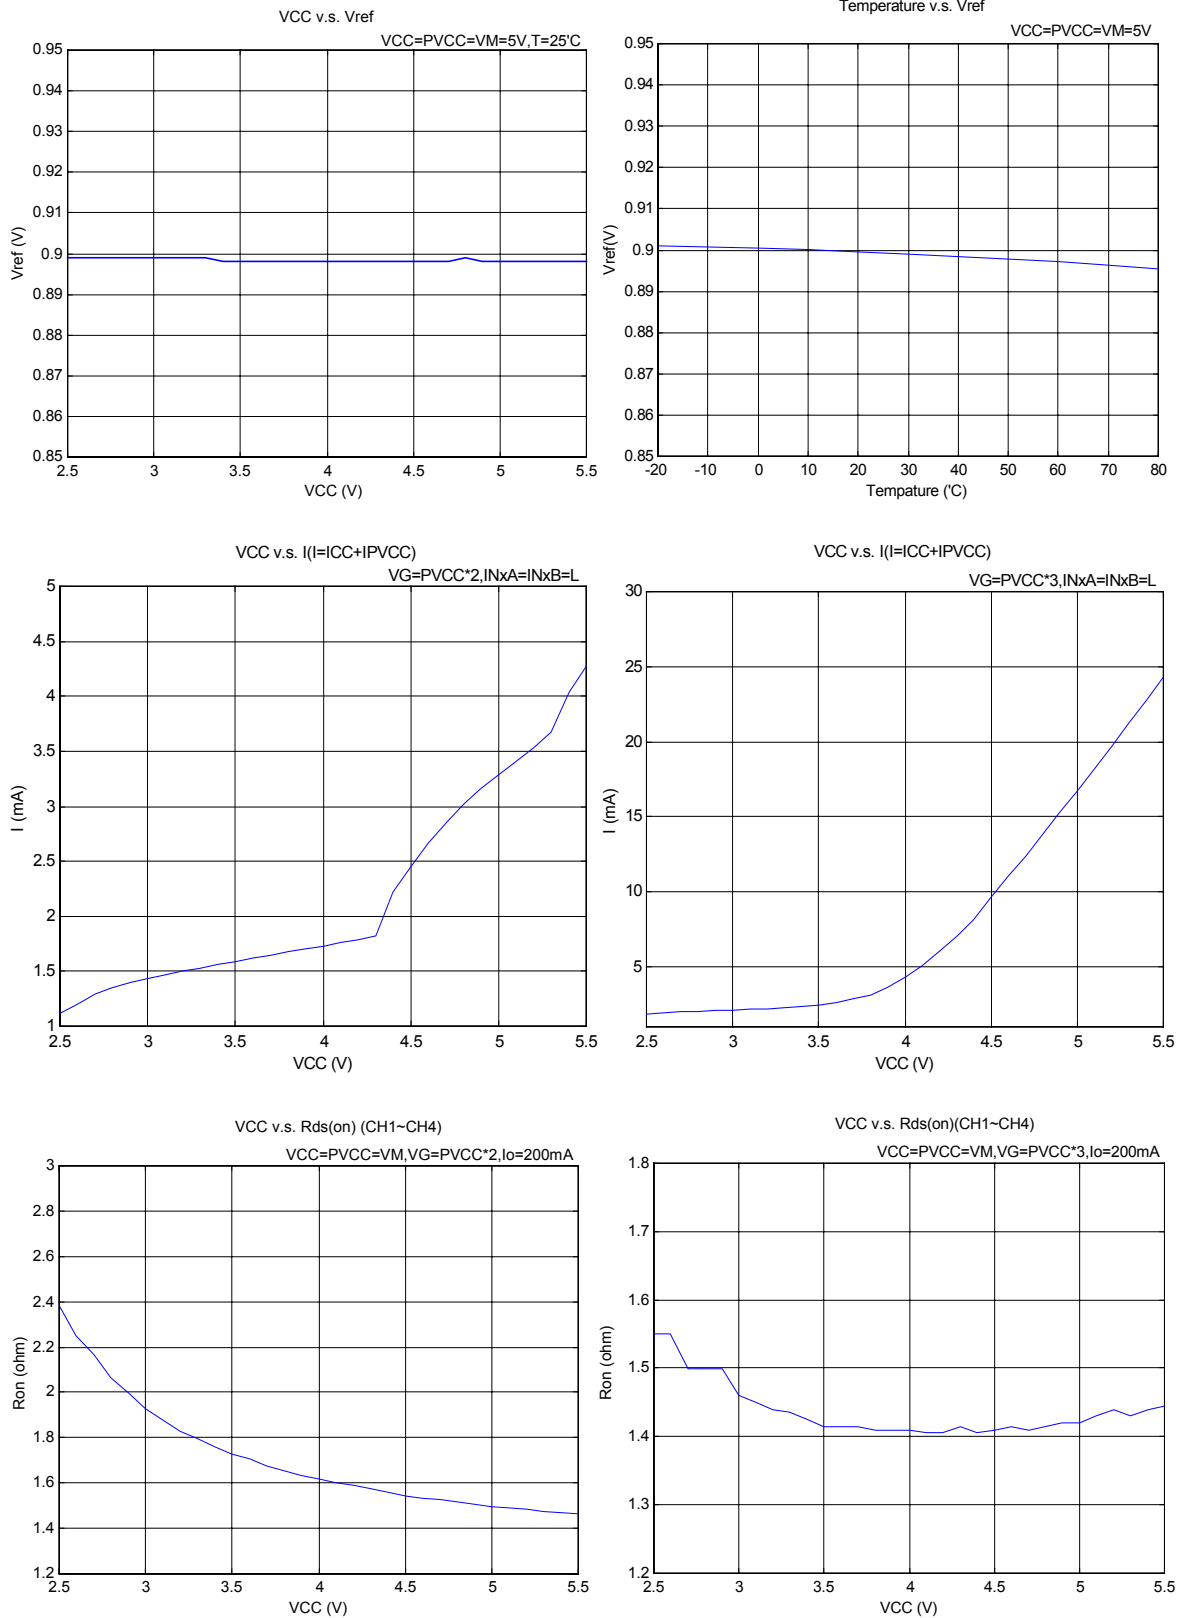 VCC v.s. Vref
VCC=PVCC=VM=5V,T=25'C
0.95
0.94
0.93
0.92
0.91
0.9
0.89
0.88
0.87
0.86
0.85
Vref (V)
2.5 3 3.5 4 4.5 5 5.5
VCC (V)
Temperature v.s. Vref
VCC=PVCC=VM=5V
0.95
0.94
0.93
0.92
0.91
0.9
0.89
0.88
0.87
0.86
0.85
Vref(V)
-20 -10 0 10 20 30 40 50 60 70 80
Tempature ('C)
VCC v.s. I(I=ICC+IPVCC)
VG=PVCC*2,INxA=INxB=L
5
4.5
4
3.5
3
2.5
2
1.5
1
I (mA)
2.5 3 3.5 4 4.5 5 5.5
VCC (V)
VCC v.s. I(I=ICC+IPVCC)
VG=PVCC*3,INxA=INxB=L
30
25
20
15
10
5
I (mA)
2.5 3 3.5 4 4.5 5 5.5
VCC (V)
VCC v.s. Rds(on) (CH1~CH4)
VCC=PVCC=VM,VG=PVCC*2,Io=200mA
3
2.8
2.6
2.4
2.2
2
1.8
1.6
1.4
1.2
Ron (ohm)
2.5 3 3.5 4 4.5 5 5.5
VCC (V)
VCC v.s. Rds(on)(CH1~CH4)
VCC=PVCC=VM,VG=PVCC*3,Io=200mA
1.8
1.7
1.6
1.5
1.4
1.3
1.2
Ron (ohm)
2.5 3 3.5 4 4.5 5 5.5
VCC (V)